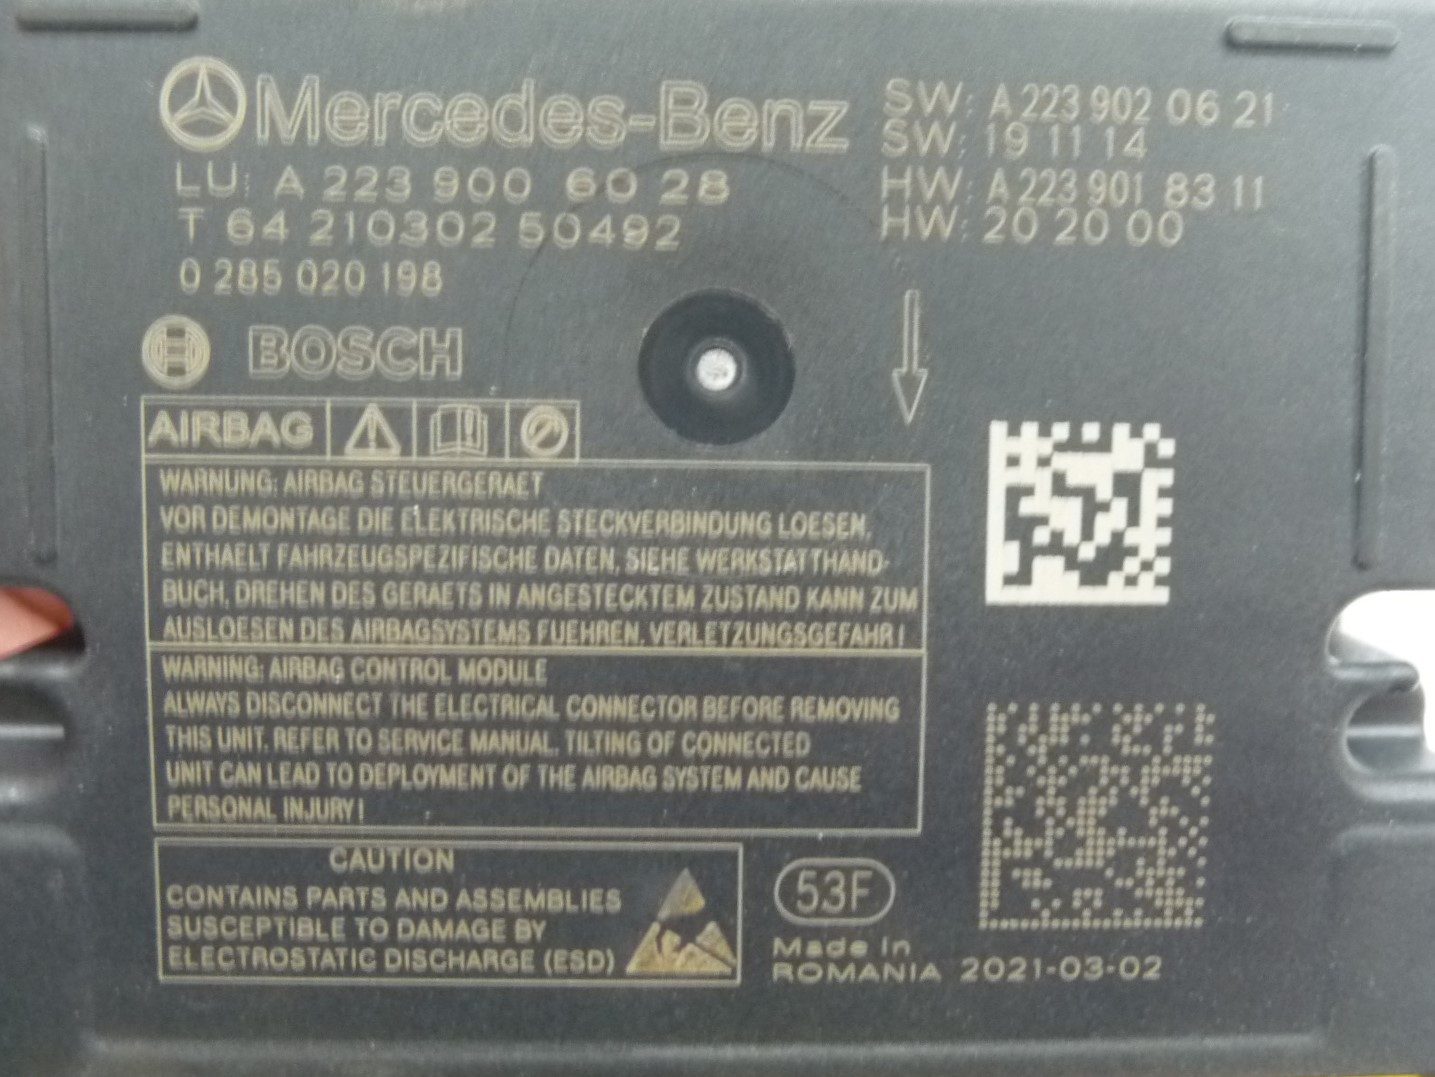 Mercedes-Benz
LU: A 223 900 60 28
T 64 210302 50492
0 285 020 198
SW: A 223 902 06 21
SW: 19 11 14
HW: A 223 901 83 11
HW: 20 20 00
BOSCH
AIRBAG
WARNUNG: AIRBAG STEUERGERAET
VOR DEMONTAGE DIE ELEKTRISCHE STECKVERBINDUNG LOESEN.
ENTHAELT FAHRZEUGSPEZIFISCHE DATEN, SIEHE WERKSTATTHAND-
BUCH. DREHEN DES GERAETS IN ANGESTECKTEM ZUSTAND KANN ZUM
AUSLOESEN DES AIRBAGSYSTEMS FUEHREN. VERLETZUNGSGEFAHR!
WARNING: AIRBAG CONTROL MODULE
ALWAYS DISCONNECT THE ELECTRICAL CONNECTOR BEFORE REMOVING
THIS UNIT. REFER TO SERVICE MANUAL. TILTING OF CONNECTED
UNIT CAN LEAD TO DEPLOYMENT OF THE AIRBAG SYSTEM AND CAUSE
PERSONAL INJURY!
CAUTION
CONTAINS PARTS AND ASSEMBLIES
SUSCEPTIBLE TO DAMAGE BY
ELECTROSTATIC DISCHARGE (ESD)
53F
Made in
ROMANIA 2021-03-02